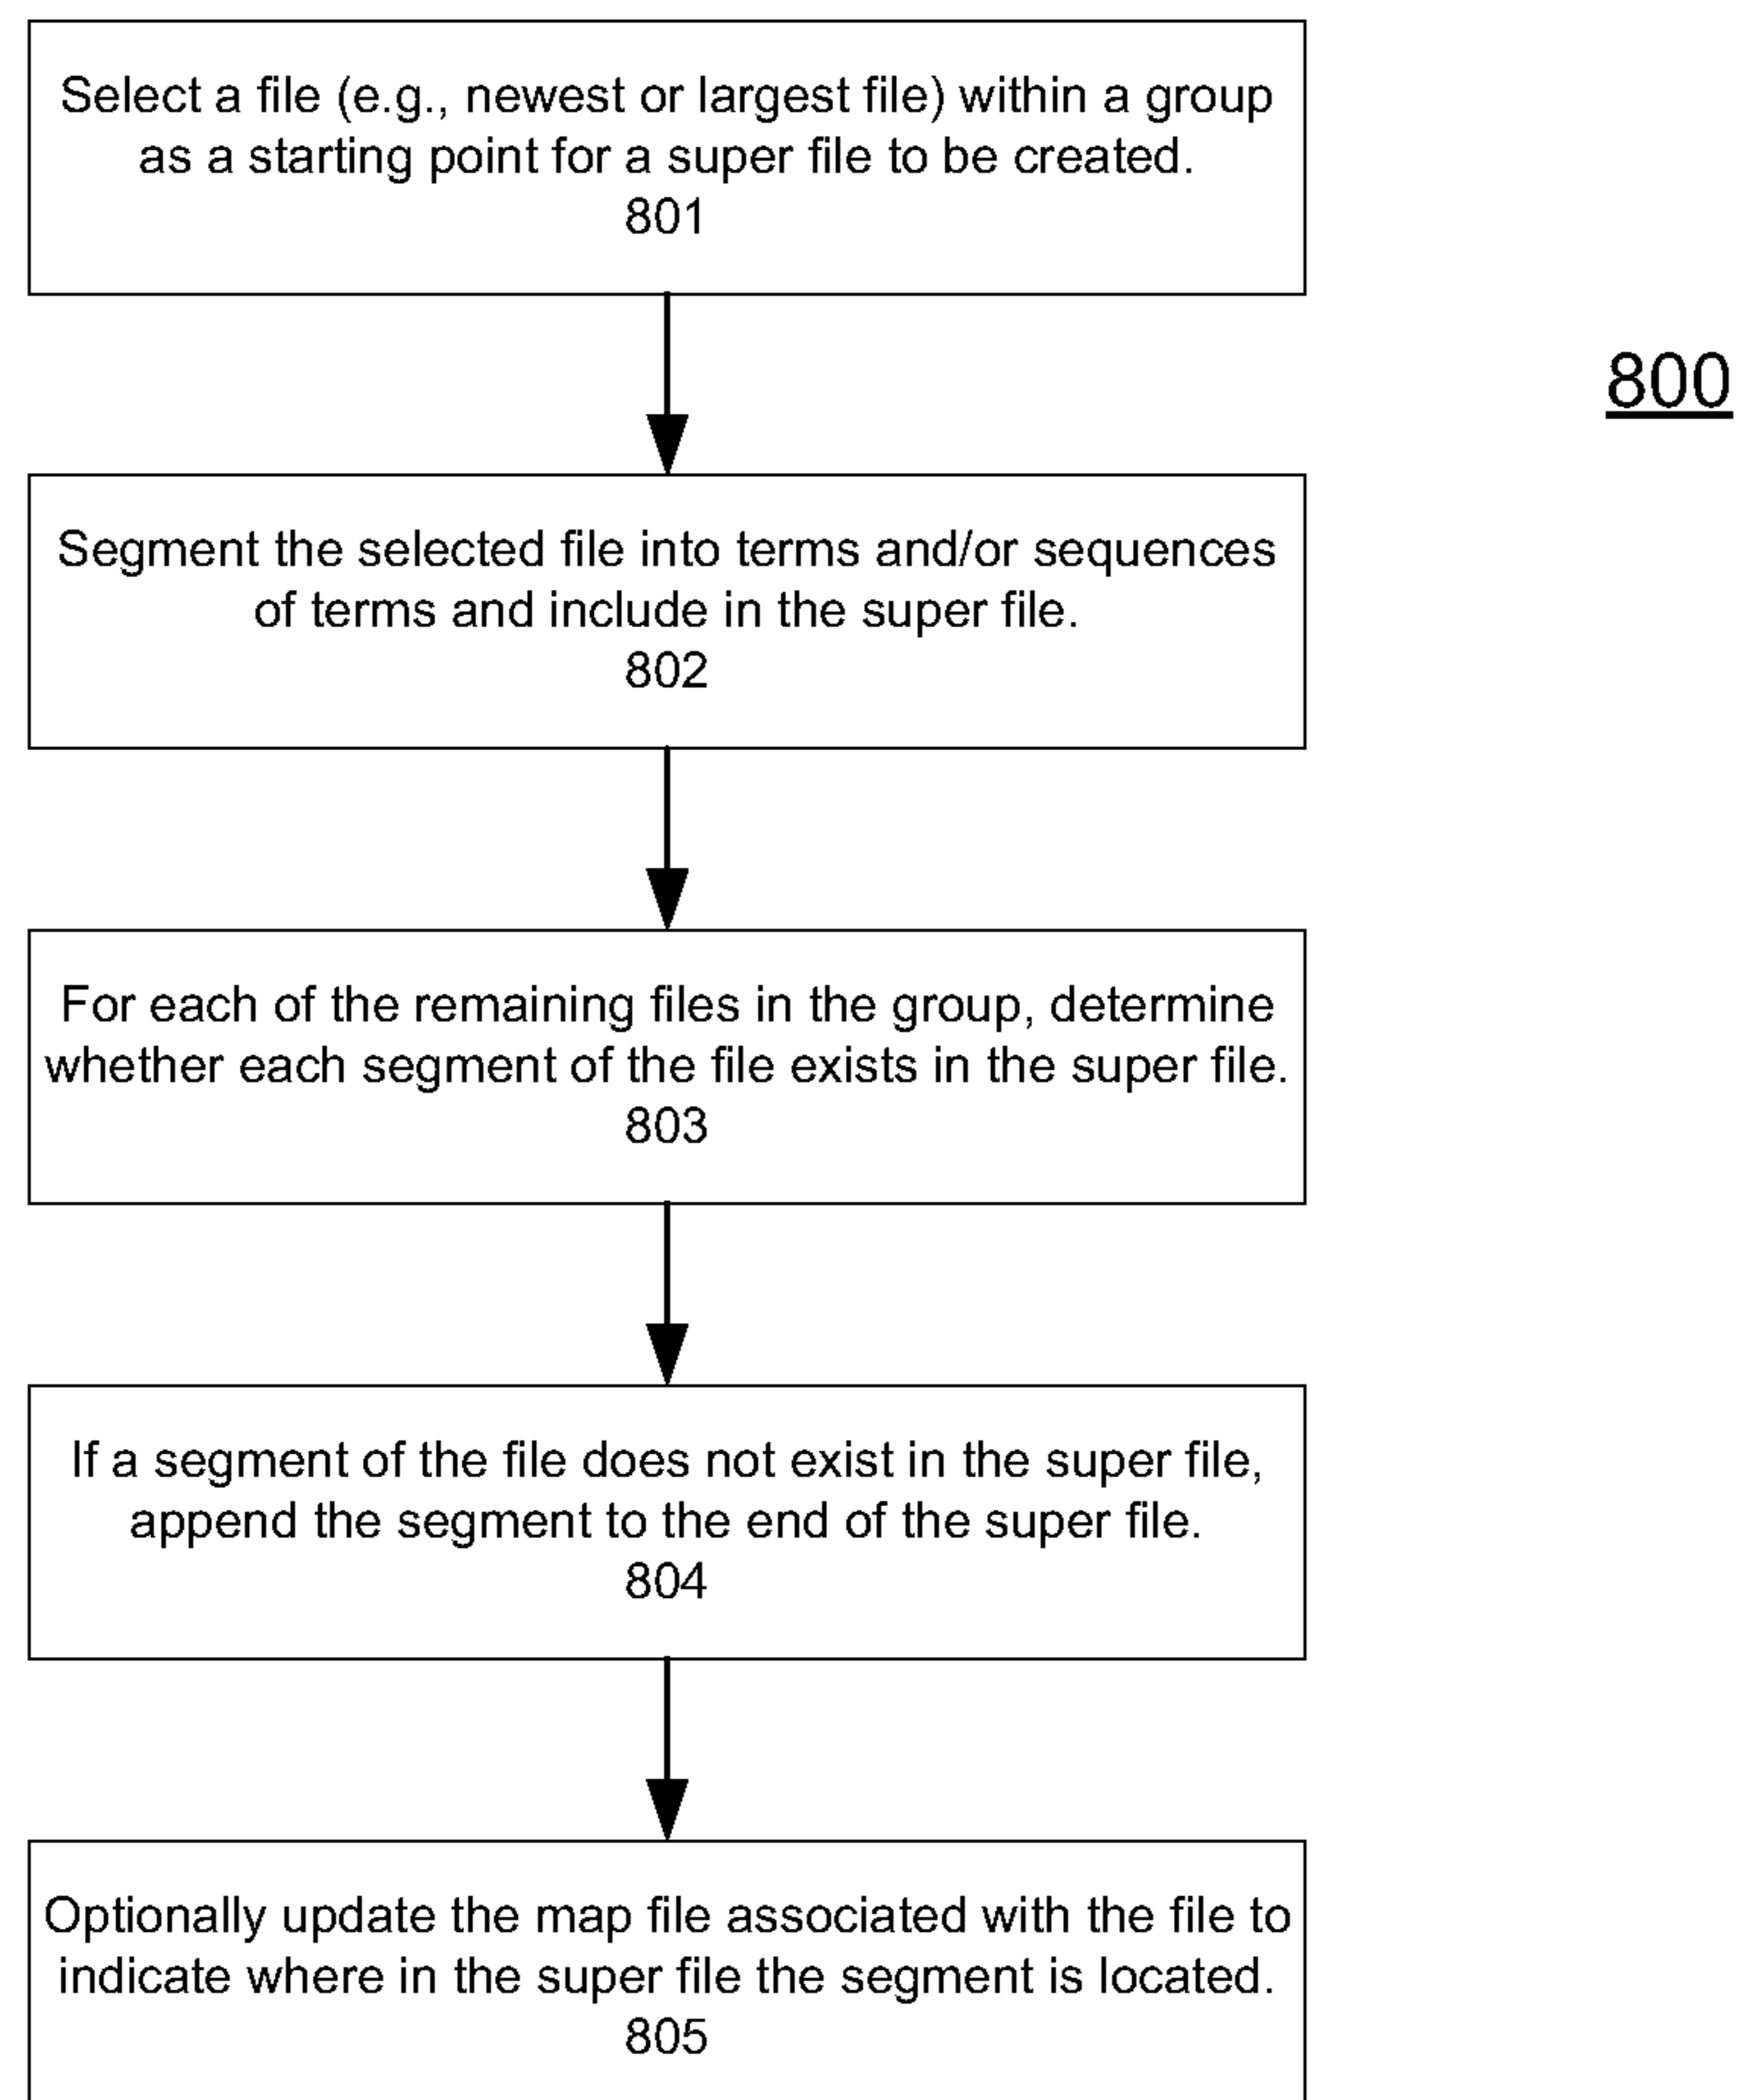 Select a file (e.g., newest or largest file) within a group
as a starting point for a super file to be created.
801
800
Segment the selected file into terms and/or sequences
of terms and include in the super file.
802
For each of the remaining files in the group, determine
whether each segment of the file exists in the super file.
803
If a segment of the file does not exist in the super file,
append the segment to the end of the super file.
804
Optionally update the map file associated with the file to
indicate where in the super file the segment is located.
805